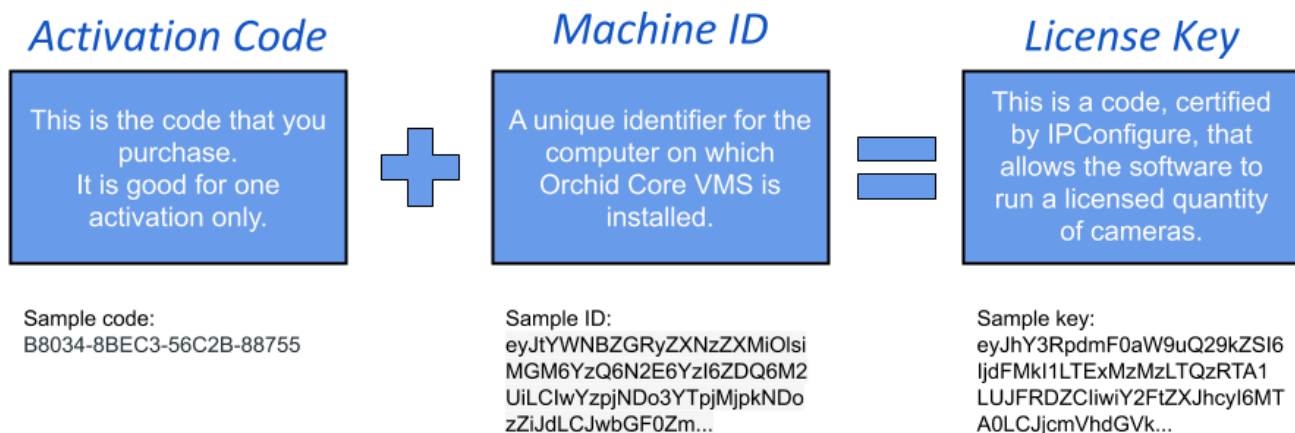 Activation Code
This is the code that you
purchase.
It is good for one
activation only.
Sample code:
B8034-8BEC3-56C2B-88755
Machine ID
A unique identifier for the
computer on which
Orchid Core VMS is
installed.
Sample ID:
eyJtYWNBZGRyZXNzZXMiOlsi
MGM6YzQ6N2E6YzI6ZDQ6M2
UiLCIwYzpjNDo3YTpjMjpkNDo
zZiJdLCJwbGF0Zm...
License Key
This is a code, certified
by IPConfigure, that
allows the software to
run a licensed quantity
of cameras.
Sample key:
eyJhY3RpdmF0aW9uQ29kZSI6
IjdFMkI1LTExMzMzLTQzRTA1
LUJFRDZCIiwiY2FtZXJhcyI6MT
A0LCJjcmVhdGVk...